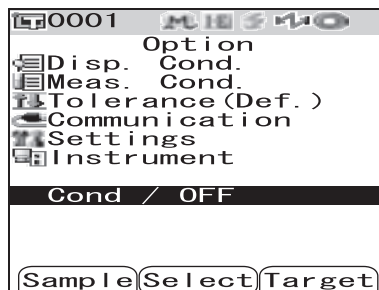 0001
Option
Disp. Cond.
Meas. Cond.
Tolerance(Def.)
Communication
Settings
Instrument
Cond / OFF
Sample Select Target